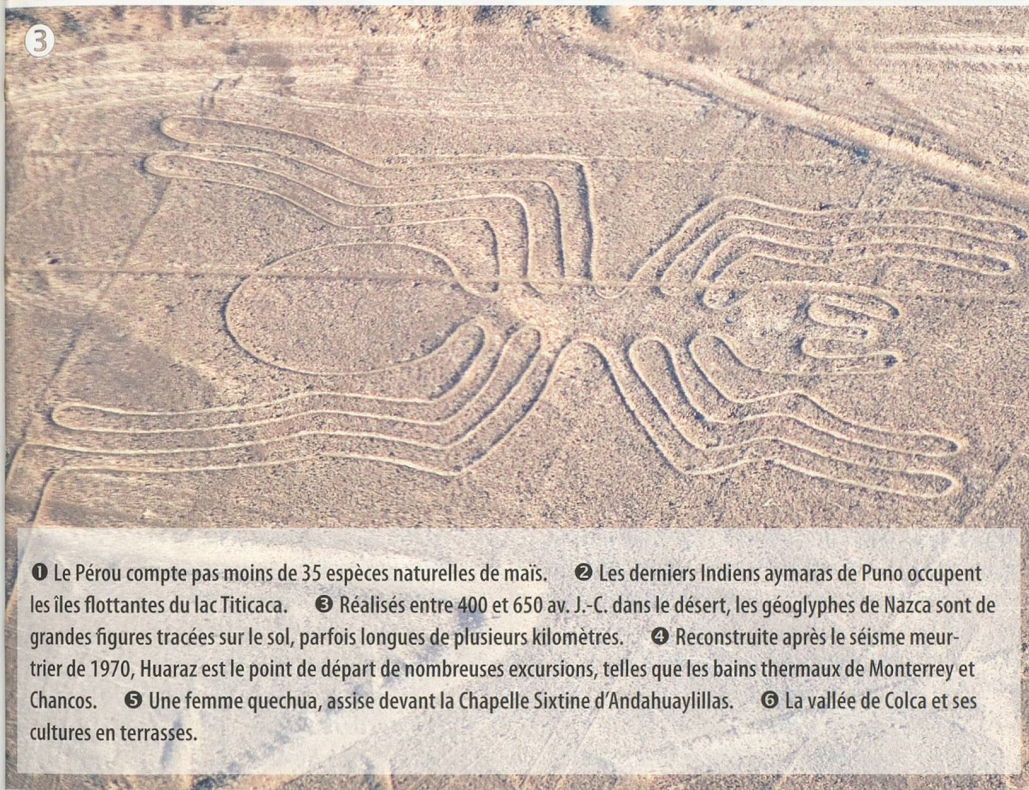 3
❶ Le Pérou compte pas moins de 35 espèces naturelles de maïs. ❷ Les derniers Indiens aymaras de Puno occupent
les îles flottantes du lac Titicaca. ❸ Réalisés entre 400 et 650 av. J.-C. dans le désert, les géoglyphes de Nazca sont de
grandes figures tracées sur le sol, parfois longues de plusieurs kilomètres. ❹ Reconstruite après le séisme meur-
trier de 1970, Huaraz est le point de départ de nombreuses excursions, telles que les bains thermaux de Monterrey et
Chancos. ❺ Une femme quechua, assise devant la Chapelle Sixtine d'Andahuaylillas. ❻ La vallée de Colca et ses
cultures en terrasses.